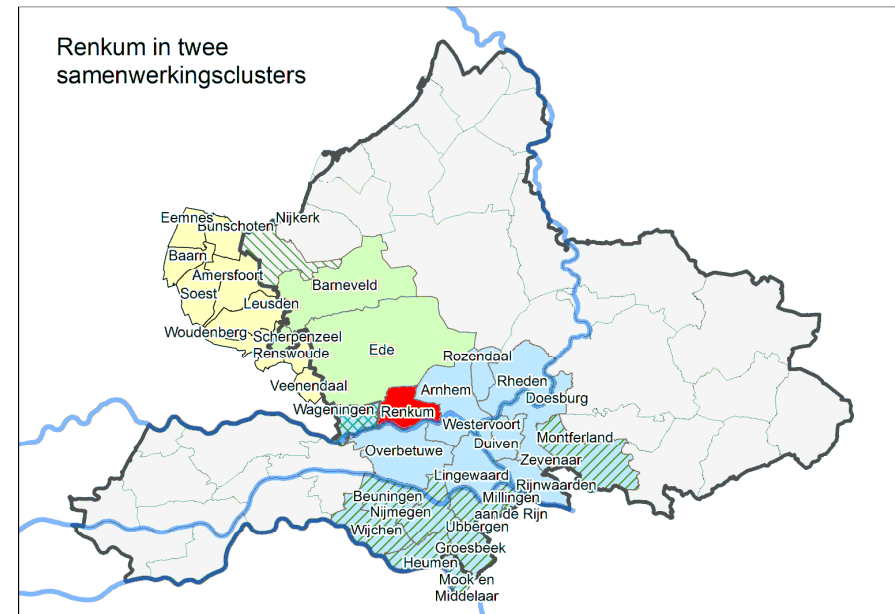 Renkum in twee
samenwerkingsclusters
Eemnes
Bunschoten
Nijkerk
Baarn
Amersfoort
Barneveld
Soest
Leusden
Woudenberg
Scherpenzeel
Renswoude
Ede
Rozendaal
Veenendaal
Arnhem
Rheden
Doesburg
Wageningen
Renkum
Westervoort
Duiven
Montferland
Overbetuwe
Zevenaar
Lingewaard
Rijnwaarden
Beuningen
Millingen
aan de Rijn
Nijmegen
Ubbergen
Wijchen
Groesbeek
Heumen
Mook en
Middelaar